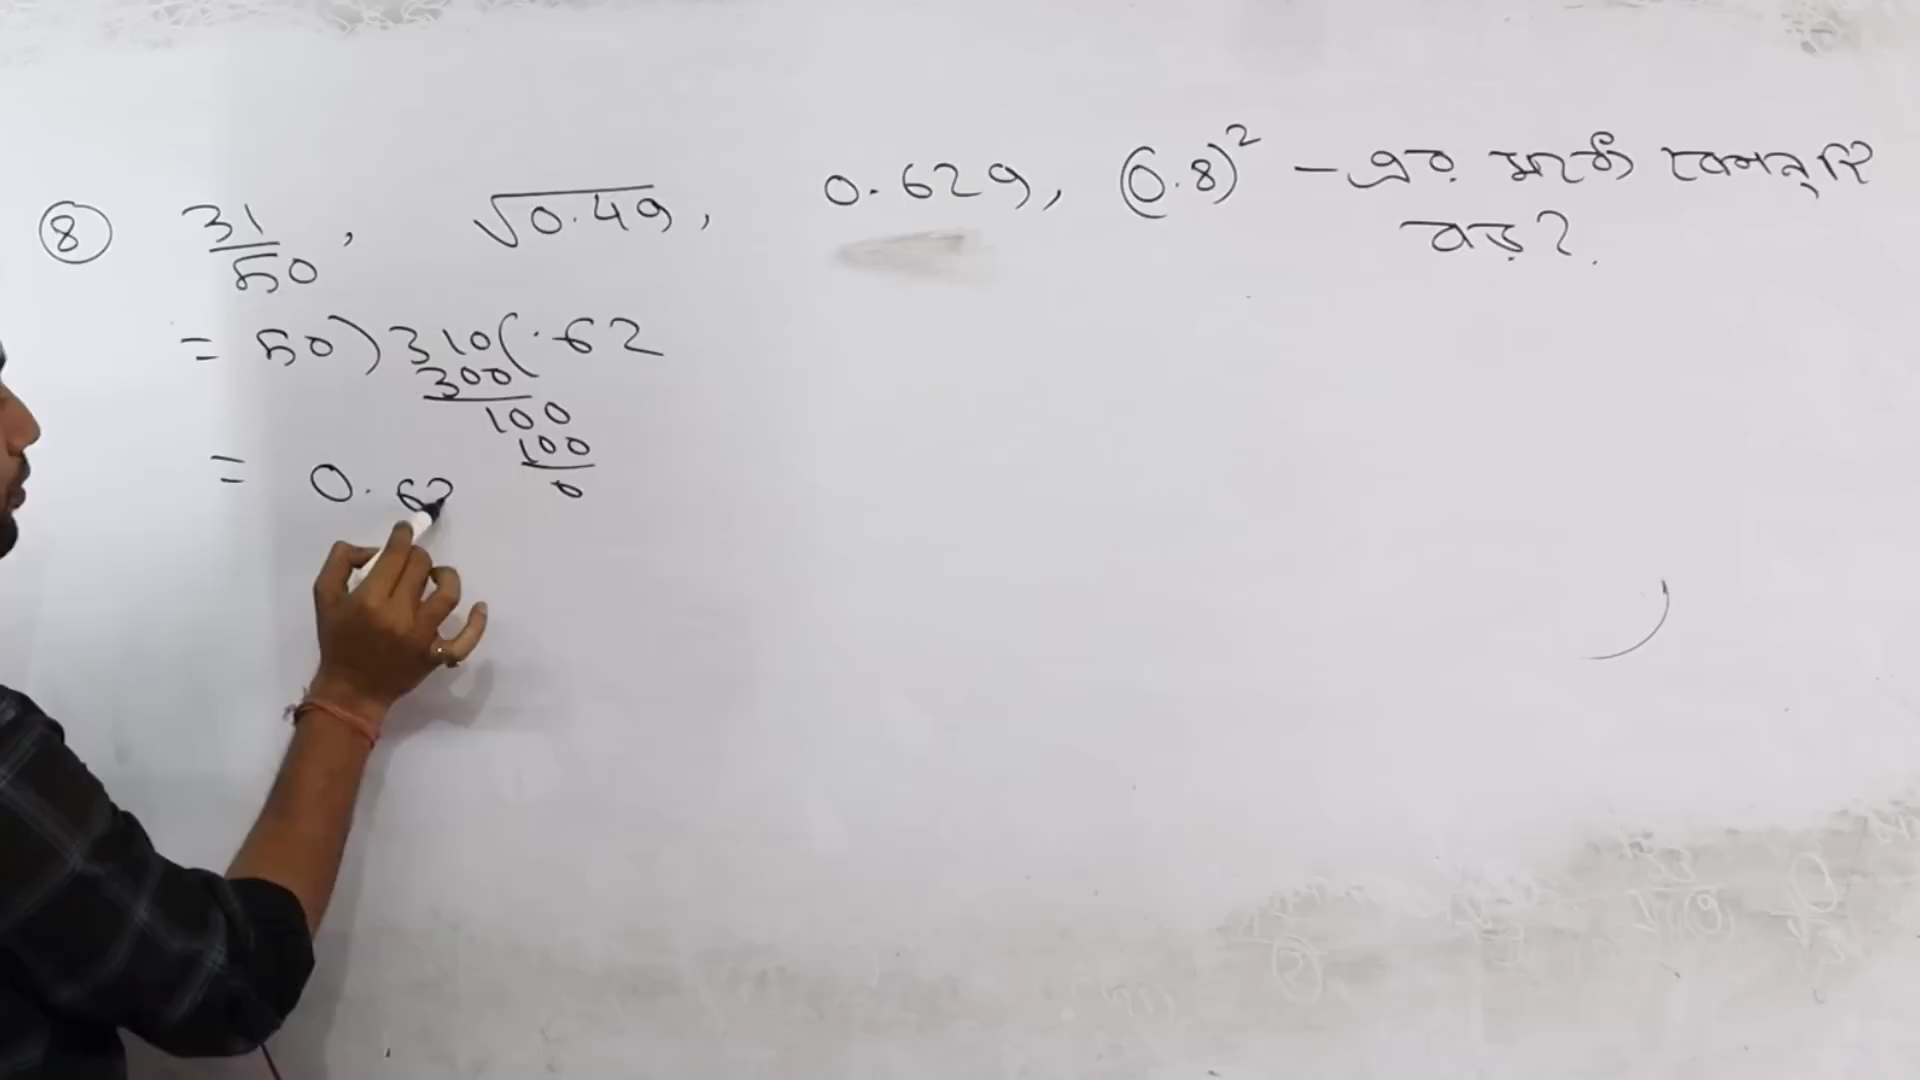 8 31/50, √0.49, 0.629, (0.8)² - এর মধ্যে কোনটি
বড়?
= 50) 310 ( .62
300
100
100
0
= 0.62